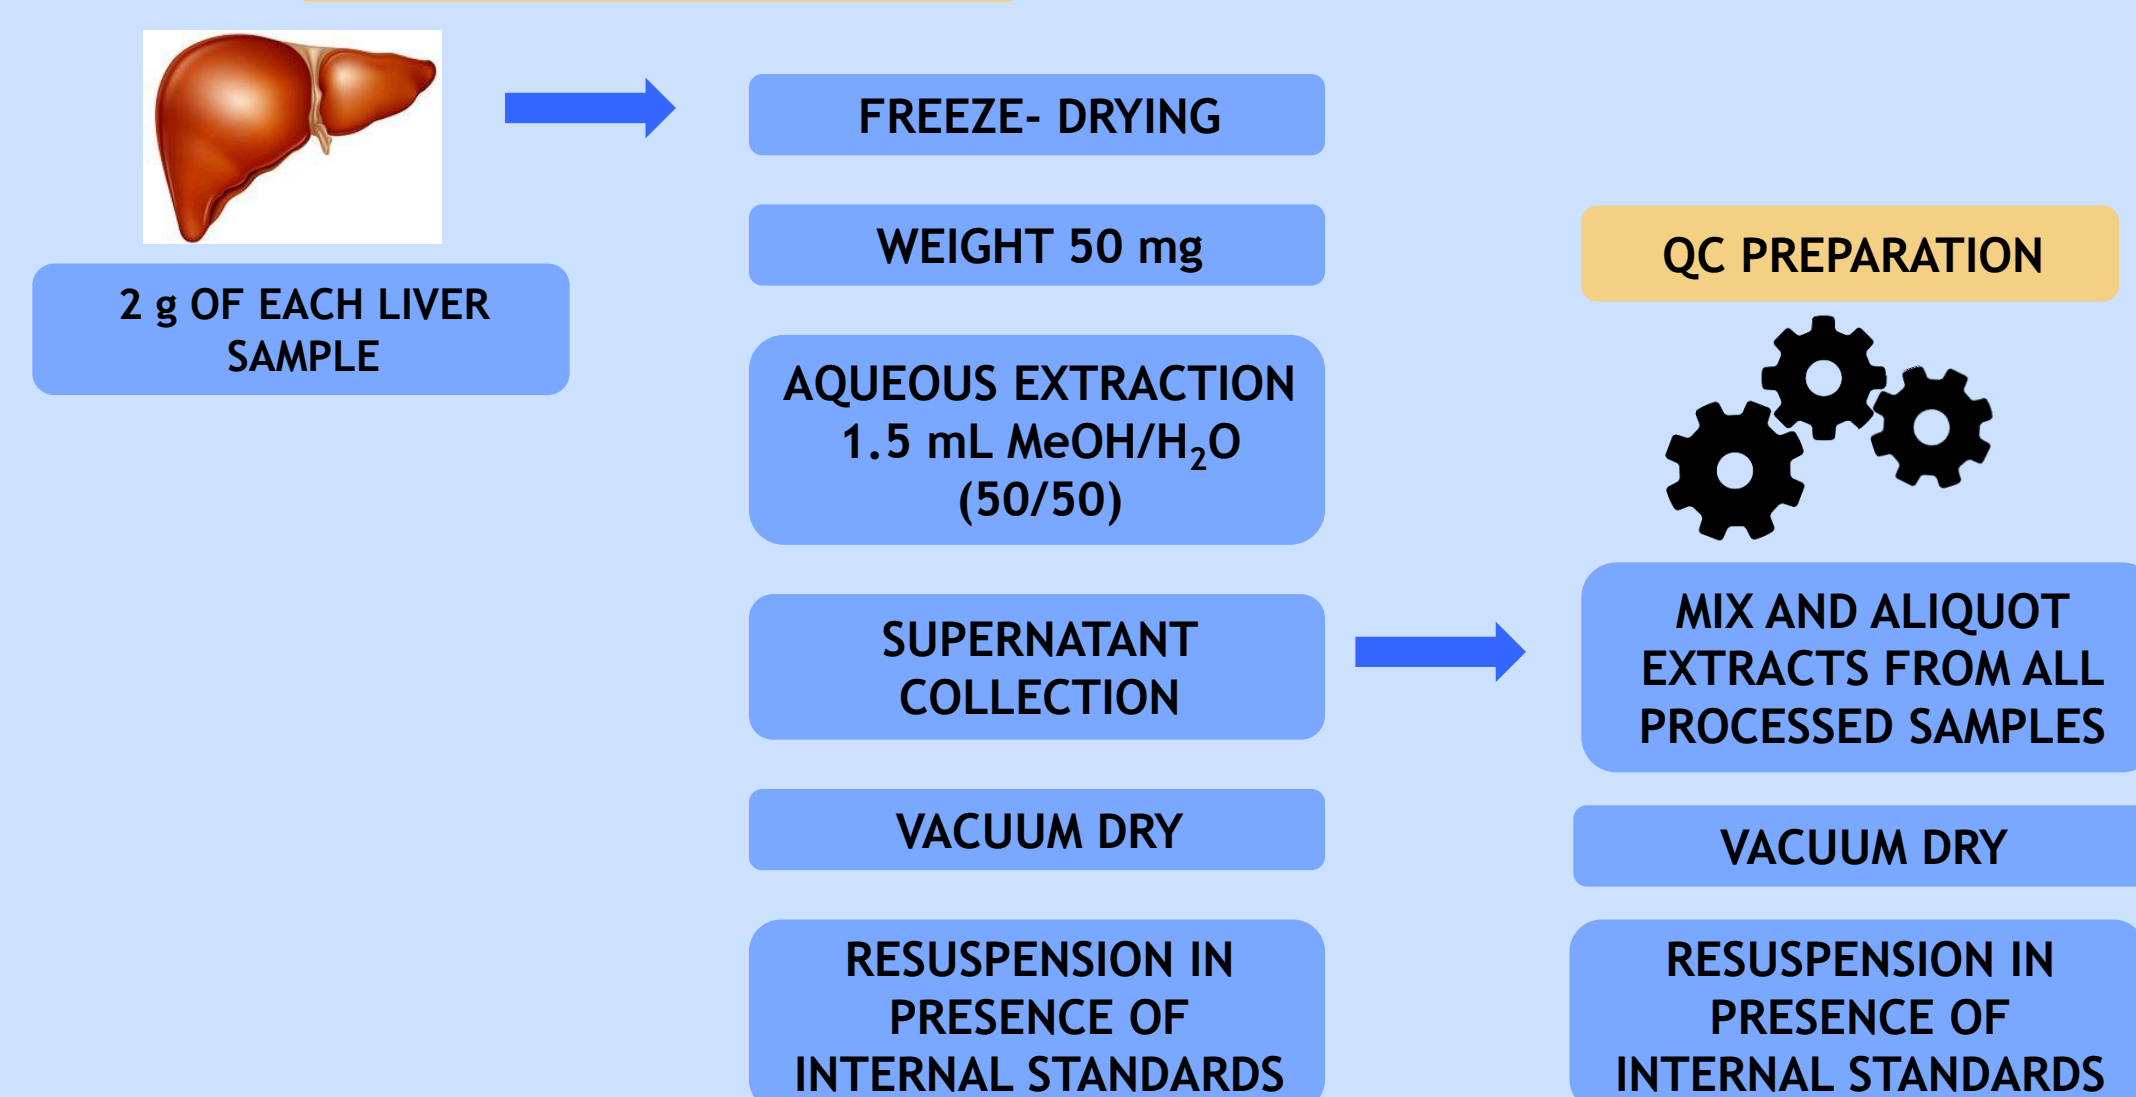 2 g OF EACH LIVER
SAMPLE
FREEZE- DRYING
WEIGHT 50 mg
AQUEOUS EXTRACTION
1.5 mL MeOH/H₂O
(50/50)
SUPERNATANT
COLLECTION
VACUUM DRY
RESUSPENSION IN
PRESENCE OF
INTERNAL STANDARDS
QC PREPARATION
MIX AND ALIQUOT
EXTRACTS FROM ALL
PROCESSED SAMPLES
VACUUM DRY
RESUSPENSION IN
PRESENCE OF
INTERNAL STANDARDS